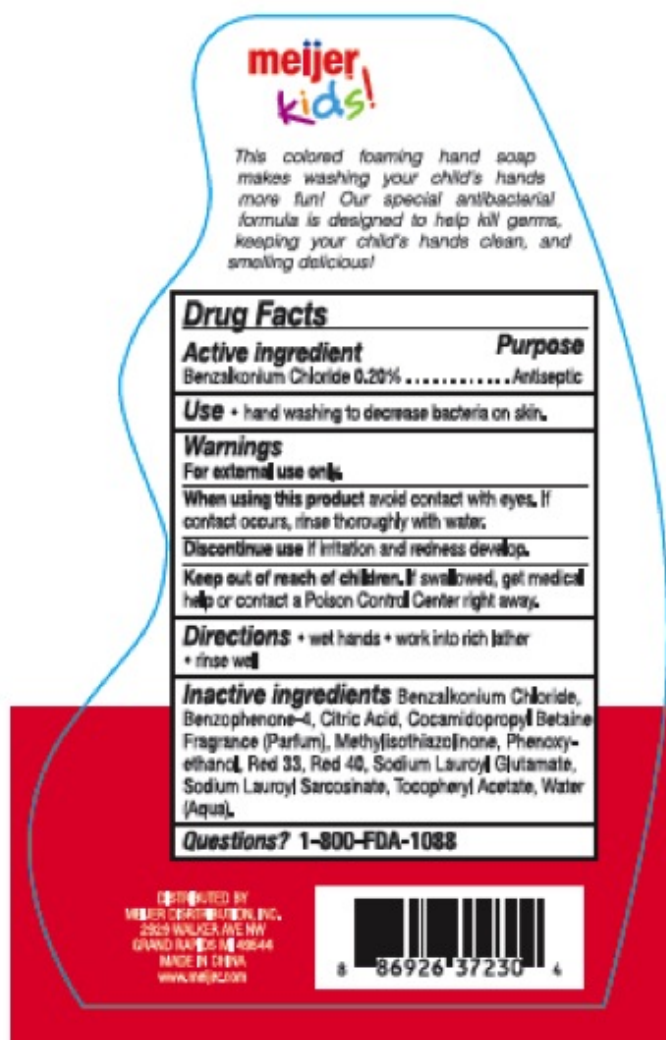 meijer
kids!
This colored foaming hand soap
makes washing your child's hands
more fun! Our special antibacterial
formula is designed to help kill germs,
keeping your child's hands clean, and
smelling delicious!
Drug Facts
Active ingredient Purpose
Benzalkonium Chloride 0.20% ............. Antiseptic
Use • hand washing to decrease bacteria on skin.
Warnings
For external use only.
When using this product avoid contact with eyes. If
contact occurs, rinse thoroughly with water.
Discontinue use if irritation and redness develop.
Keep out of reach of children. If swallowed, get medical
help or contact a Poison Control Center right away.
Directions • wet hands • work into rich lather
• rinse well
Inactive ingredients Benzalkonium Chloride,
Benzophenone-4, Citric Acid, Cocamidopropyl Betaine
Fragrance (Parfum), Methylisothiazolinone, Phenoxy-
ethanol, Red 33, Red 40, Sodium Lauroyl Glutamate,
Sodium Lauroyl Sarcosinate, Tocopheryl Acetate, Water
(Aqua).
Questions? 1-800-FDA-1088
DISTRIBUTED BY
MEIJER DISRTRIBUTION, INC.
2929 WALKER AVE NW
GRAND RAPIDS MI 49544
MADE IN CHINA
www.meijer.com
8 86926 37230 4